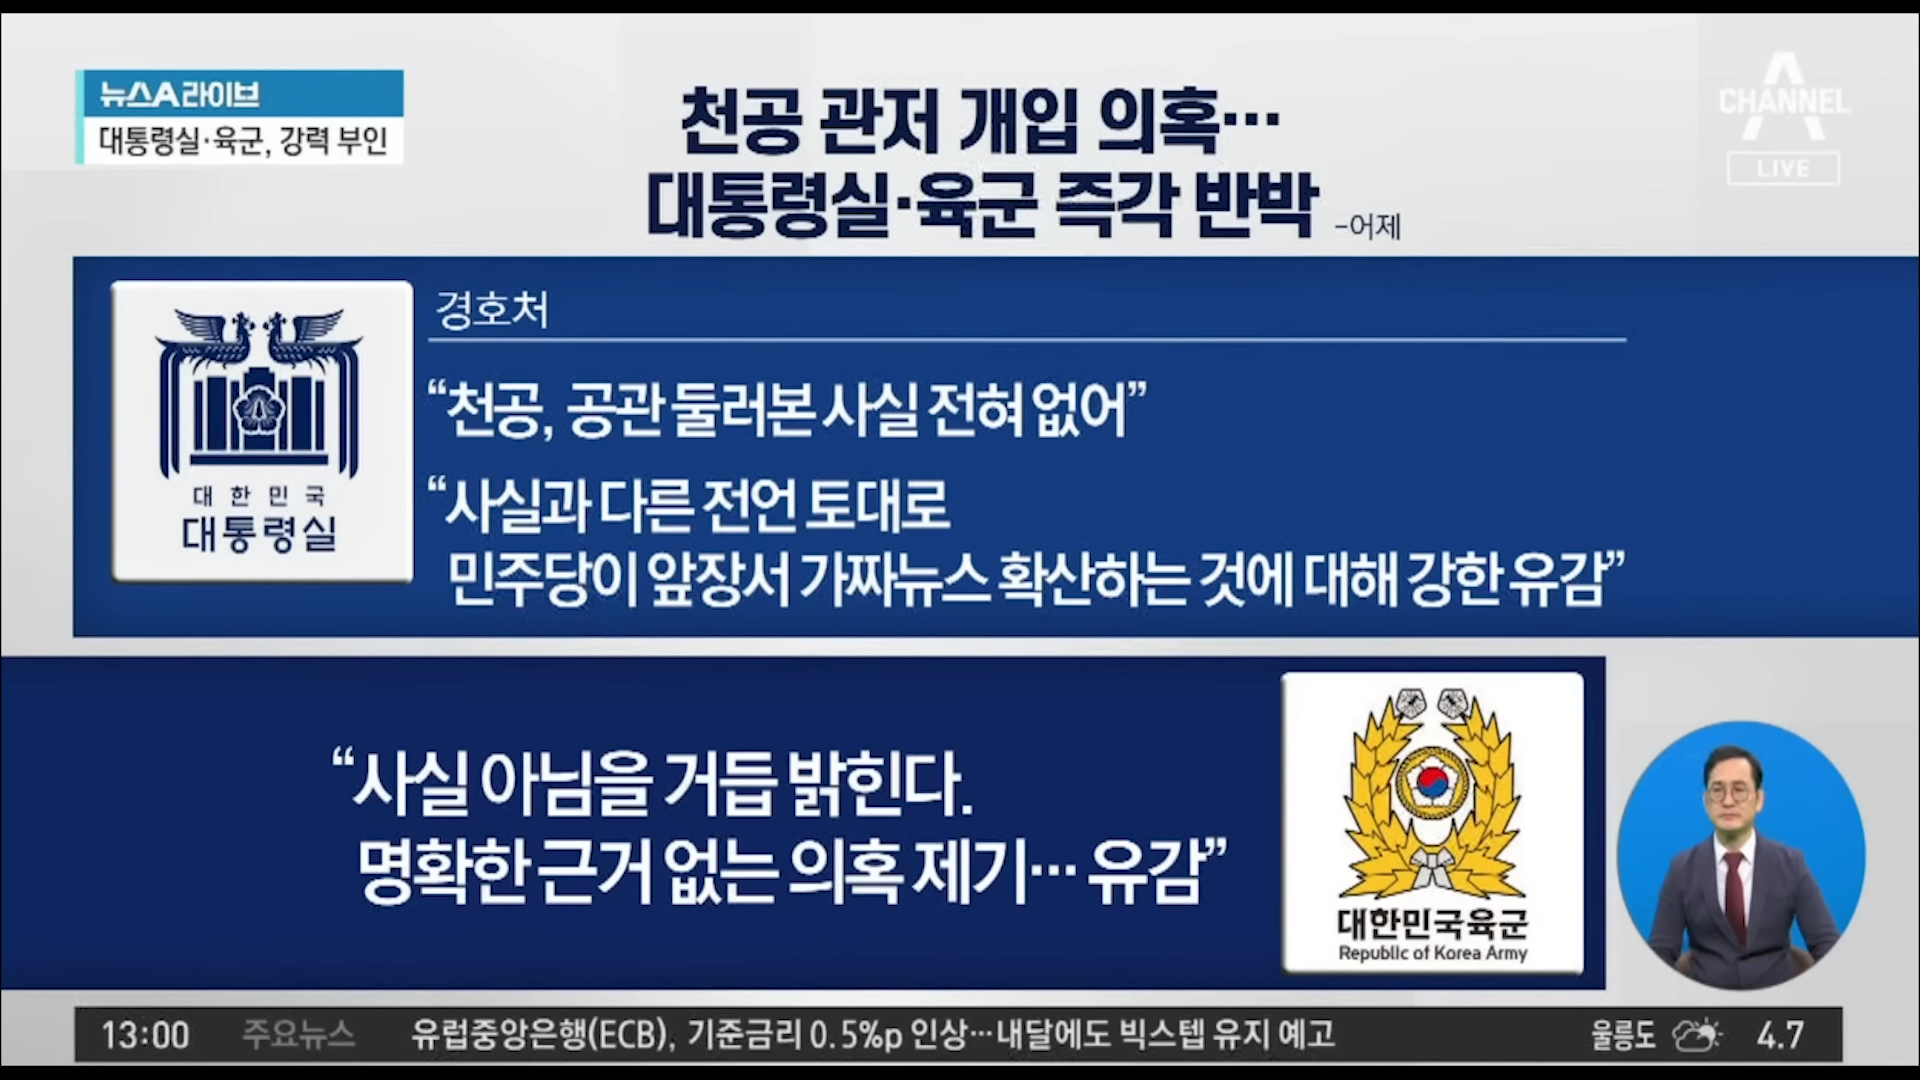 뉴스A라이브
대통령실·육군, 강력 부인
천공 관저 개입 의혹…
대통령실·육군 즉각 반박 -어제
CHANNEL A
LIVE
경호처
“천공, 공관 둘러본 사실 전혀 없어”
“사실과 다른 전언 토대로
민주당이 앞장서 가짜뉴스 확산하는 것에 대해 강한 유감”
대한민국
대통령실
“사실 아님을 거듭 밝힌다.
명확한 근거 없는 의혹 제기… 유감”
대한민국육군
Republic of Korea Army
13:00 주요뉴스 유럽중앙은행(ECB), 기준금리 0.5%p 인상…내달에도 빅스텝 유지 예고 울릉도 4.7